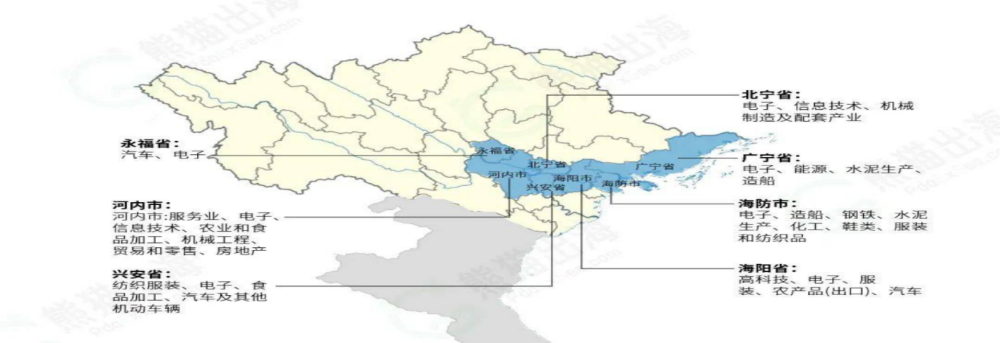 熊猫出海
北宁省：
电子、信息技术、机械
制造及配套产业
永福省：
汽车、电子
永福省
北宁省
广宁省
河内市
海阳市
兴安省
海防市
广宁省：
电子、能源、水泥生产、
造船
河内市：
河内市:服务业、电子、
信息技术、农业和食
品加工、机械工程、
贸易和零售、房地产
海防市：
电子、造船、钢铁、水泥
生产、化工、鞋类、服装
和纺织品
兴安省：
纺织服装、电子、食
品加工、汽车及其他
机动车辆
海阳省：
高科技、电子、服
装、农产品(出口)、汽车